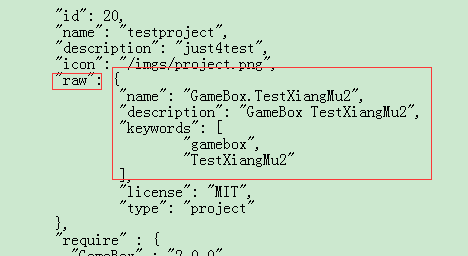 "id": 20,
"name": "testproject",
"description": "just4test",
"icon": "/imgs/project.png",
"raw": {
"name": "GameBox.TestXiangMu2",
"description": "GameBox TestXiangMu2",
"keywords": [
"gamebox",
"TestXiangMu2"
],
"license": "MIT",
"type": "project"
},
"require" : {
"GameBox" : "2.0.0"